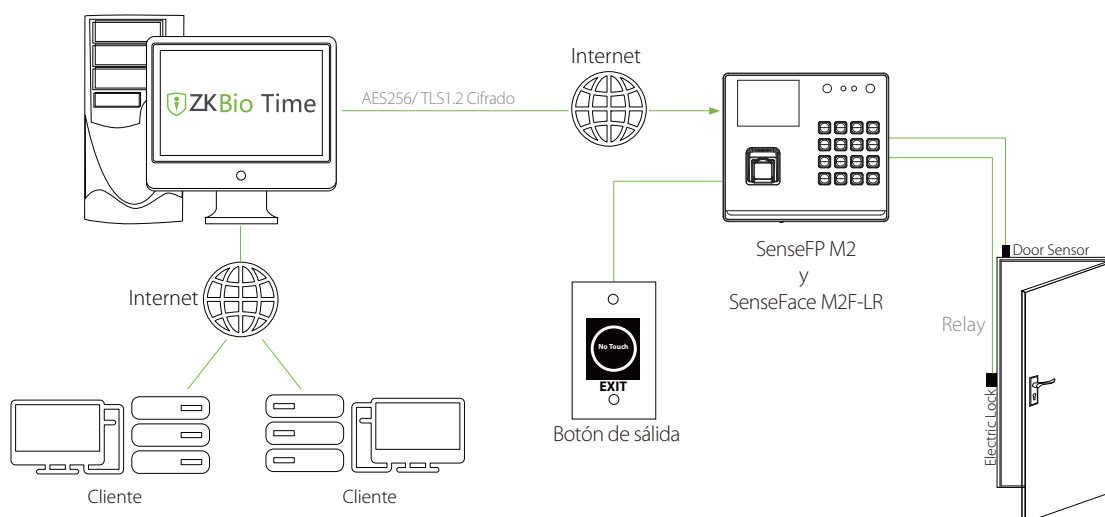 ZKBio Time
AES256/ TLS1.2 Cifrado
Internet
SenseFP M2
y
SenseFace M2F-LR
Door Sensor
Relay
Electric Lock
No Touch
EXIT
Botón de sálida
Internet
Cliente
Cliente